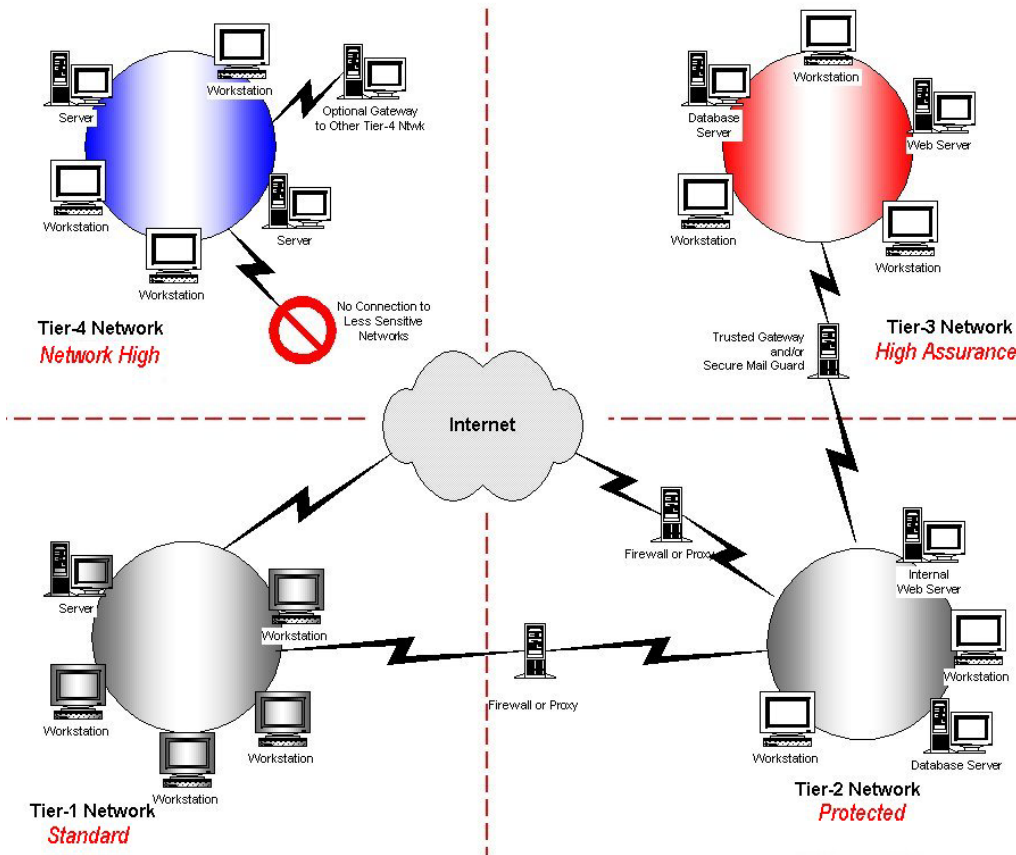 Workstation
Server
Optional Gateway
to Other Tier-4 Ntwk
Workstation
Server
Workstation
No Connection to
Less Sensitive
Networks
Tier-4 Network
Network High
Workstation
Database
Server
Web Server
Workstation
Workstation
Trusted Gateway
and/or
Secure Mail Guard
Tier-3 Network
High Assurance
Internet
Server
Workstation
Workstation
Workstation
Workstation
Tier-1 Network
Standard
Firewall or Proxy
Firewall or Proxy
Internal
Web Server
Workstation
Workstation
Database Server
Tier-2 Network
Protected